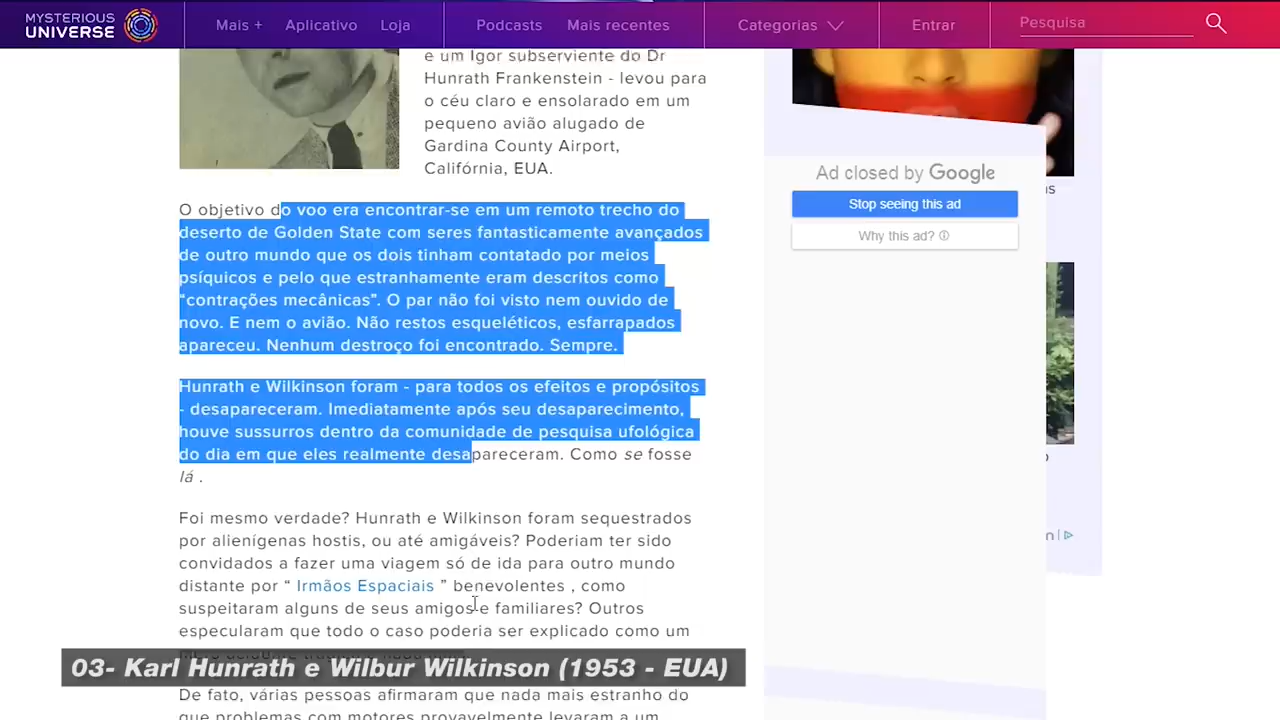 MYSTERIOUS
UNIVERSE
Mais +
Aplicativo
Loja
Podcasts
Mais recentes
Categorias
Entrar
Pesquisa
e um Igor subserviente do Dr
Hunrath Frankenstein - levou para
o céu claro e ensolarado em um
pequeno avião alugado de
Gardina County Airport,
Califórnia, EUA.
O objetivo do voo era encontrar-se em um remoto trecho do
deserto de Golden State com seres fantasticamente avançados
de outro mundo que os dois tinham contatado por meios
psíquicos e pelo que estranhamente eram descritos como
“contrações mecânicas”. O par não foi visto nem ouvido de
novo. E nem o avião. Não restos esqueléticos, esfarrapados
apareceu. Nenhum destroço foi encontrado. Sempre.
Hunrath e Wilkinson foram - para todos os efeitos e propósitos
- desapareceram. Imediatamente após seu desaparecimento,
houve sussurros dentro da comunidade de pesquisa ufológica
do dia em que eles realmente desapareceram. Como se fosse
lá .
Foi mesmo verdade? Hunrath e Wilkinson foram sequestrados
por alienígenas hostis, ou até amigáveis? Poderiam ter sido
convidados a fazer uma viagem só de ida para outro mundo
distante por “ Irmãos Espaciais ” benevolentes , como
suspeitaram alguns de seus amigos e familiares? Outros
especularam que todo o caso poderia ser explicado como um
03- Karl Hunrath e Wilbur Wilkinson (1953 - EUA)
De fato, várias pessoas afirmaram que nada mais estranho do
que problemas com motores provavelmente levaram a um
Ad closed by Google
Stop seeing this ad
Why this ad?